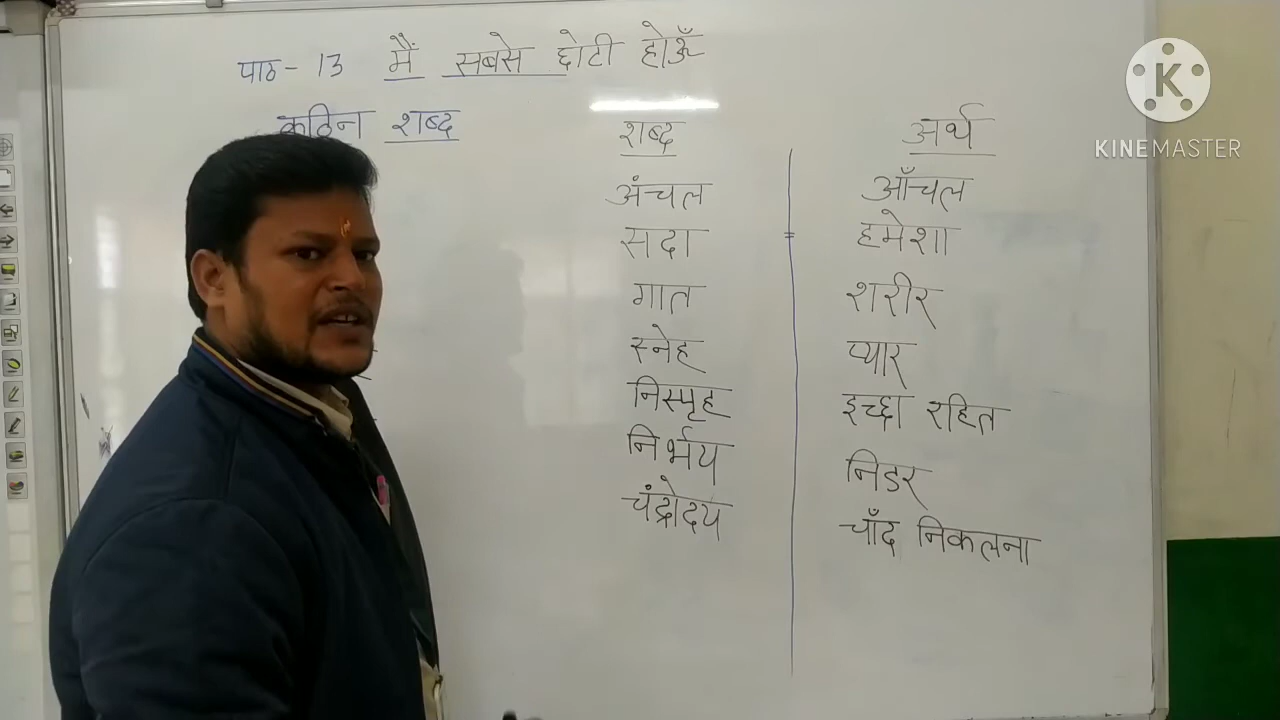 पाठ - 13 मैं सबसे छोटी होऊँ
कठिन शब्द
शब्द अर्थ
अंचल आँचल
सदा = हमेशा
गात शरीर
स्नेह प्यार
निस्पृह इच्छा रहित
निर्भय निडर
चंद्रोदय चाँद निकलना
K
KINEMASTER